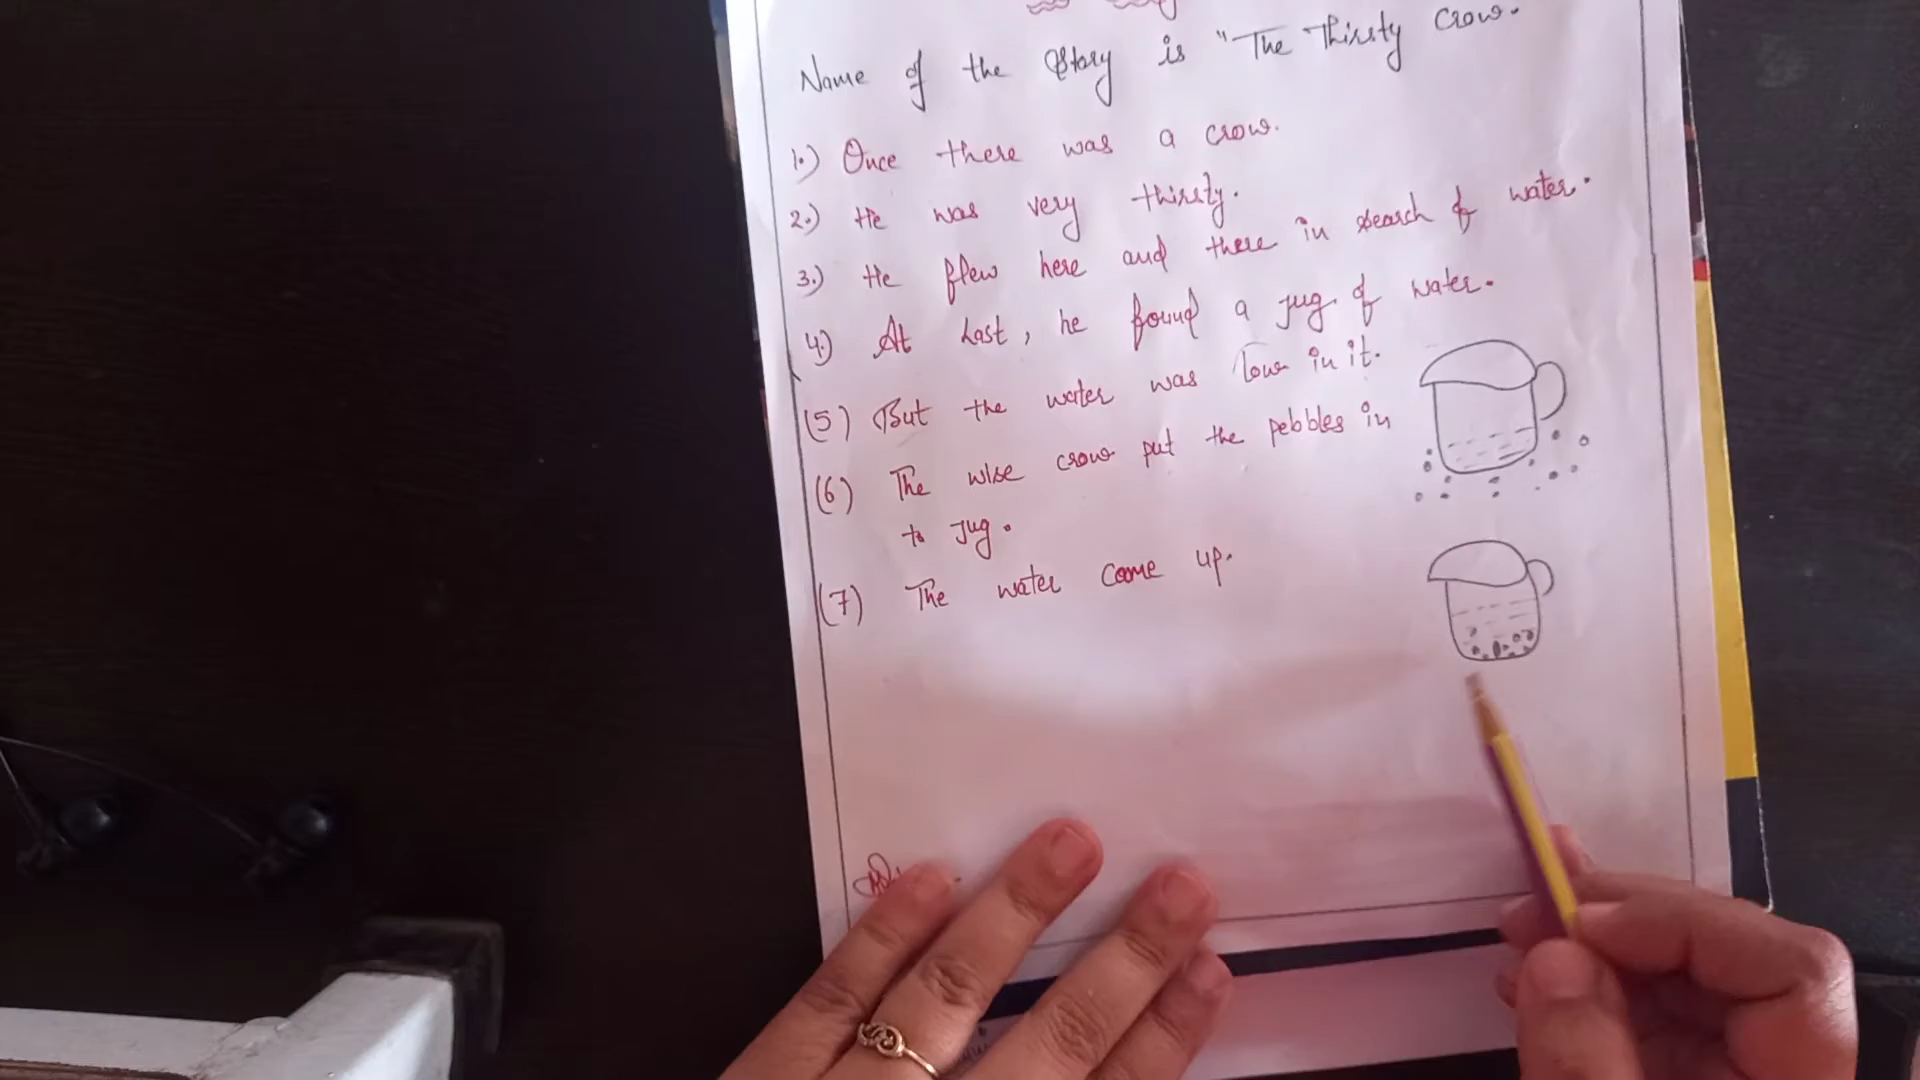 Name of the Story is "The Thirsty Crow.
1.) Once there was a crow.
2.) He was very thirsty.
3.) He flew here and there in search of water.
4.) At Last, he found a jug of water.
(5) But the water was low in it.
(6) The wise crow put the pebbles in
to jug.
(7) The water came up.